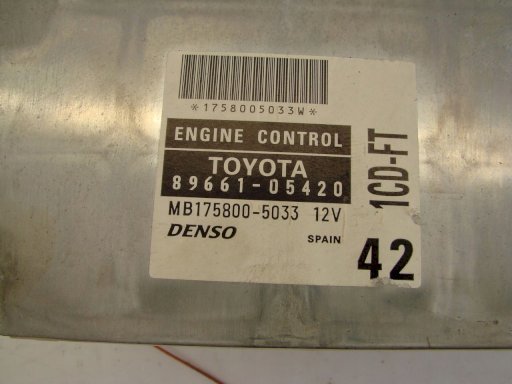 *1758005033W*
ENGINE CONTROL
TOYOTA
89661-05420
MB175800-5033 12V
DENSO
SPAIN
1CD-FT
42